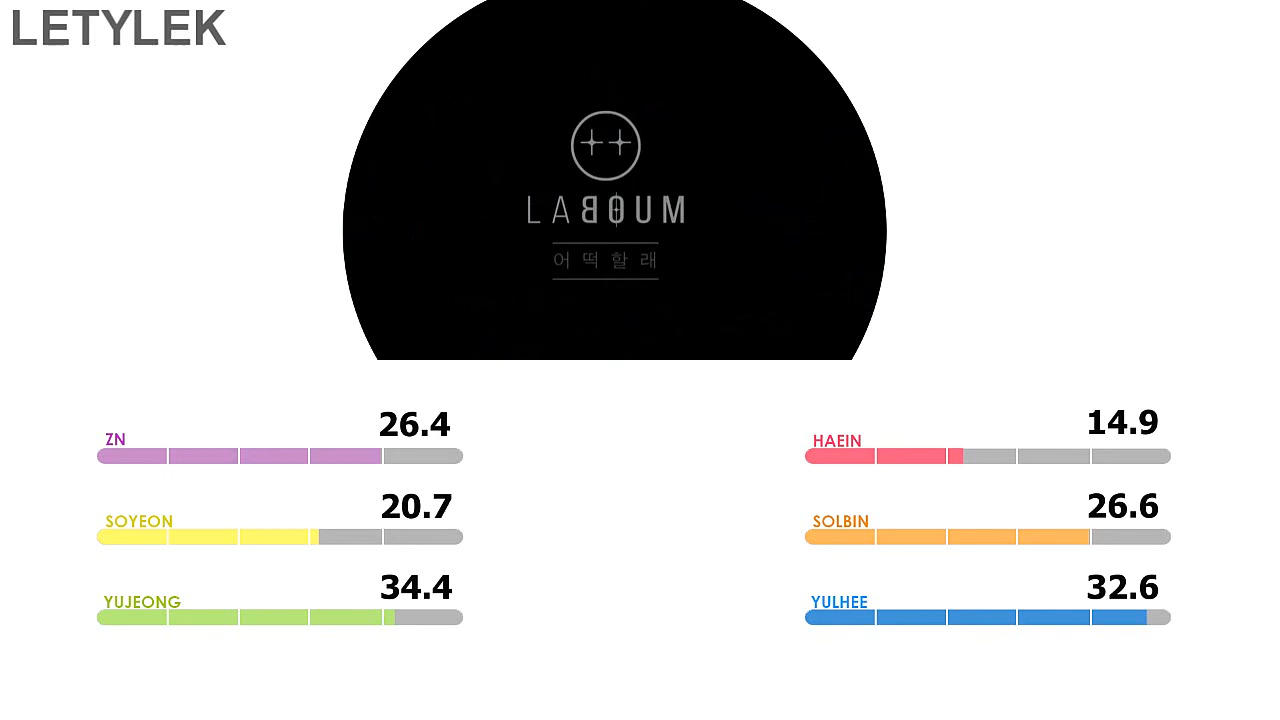 LETYLEK
LABOUM
어떡할래
ZN 26.4
HAEIN 14.9
SOYEON 20.7
SOLBIN 26.6
YUJEONG 34.4
YULHEE 32.6